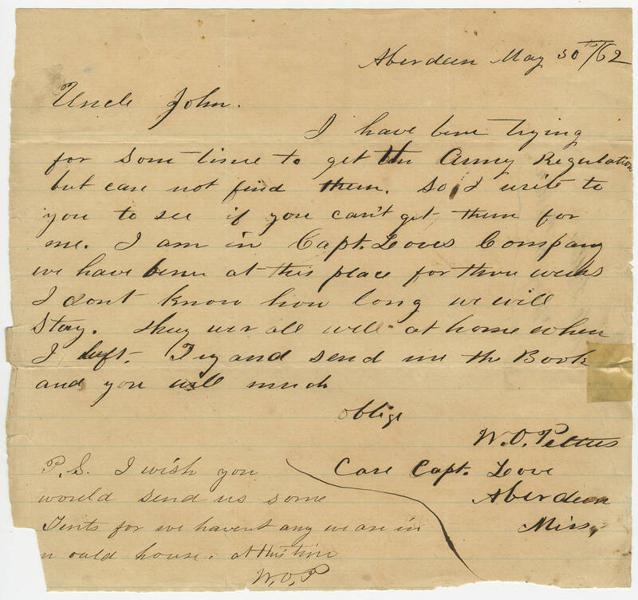 Aberdeen May 30th/62
Uncle John.
I have bene trying
for some time to get the Army Regulation
but can not find them. So I write to
you to see if you can't get them for
me. I am in Capt. Loves Company
we have bene at this place for three weeks
I dont know how long we will
Stay. They wer all well at home when
I left. Try and send me the Book
and you will much
oblige
W. O. Pettus
Care Capt. Love
Aberdeen
Miss,
P.S. I wish you
would send us some
Tents for we havent any we are in
ould house. at this time
W. O. P